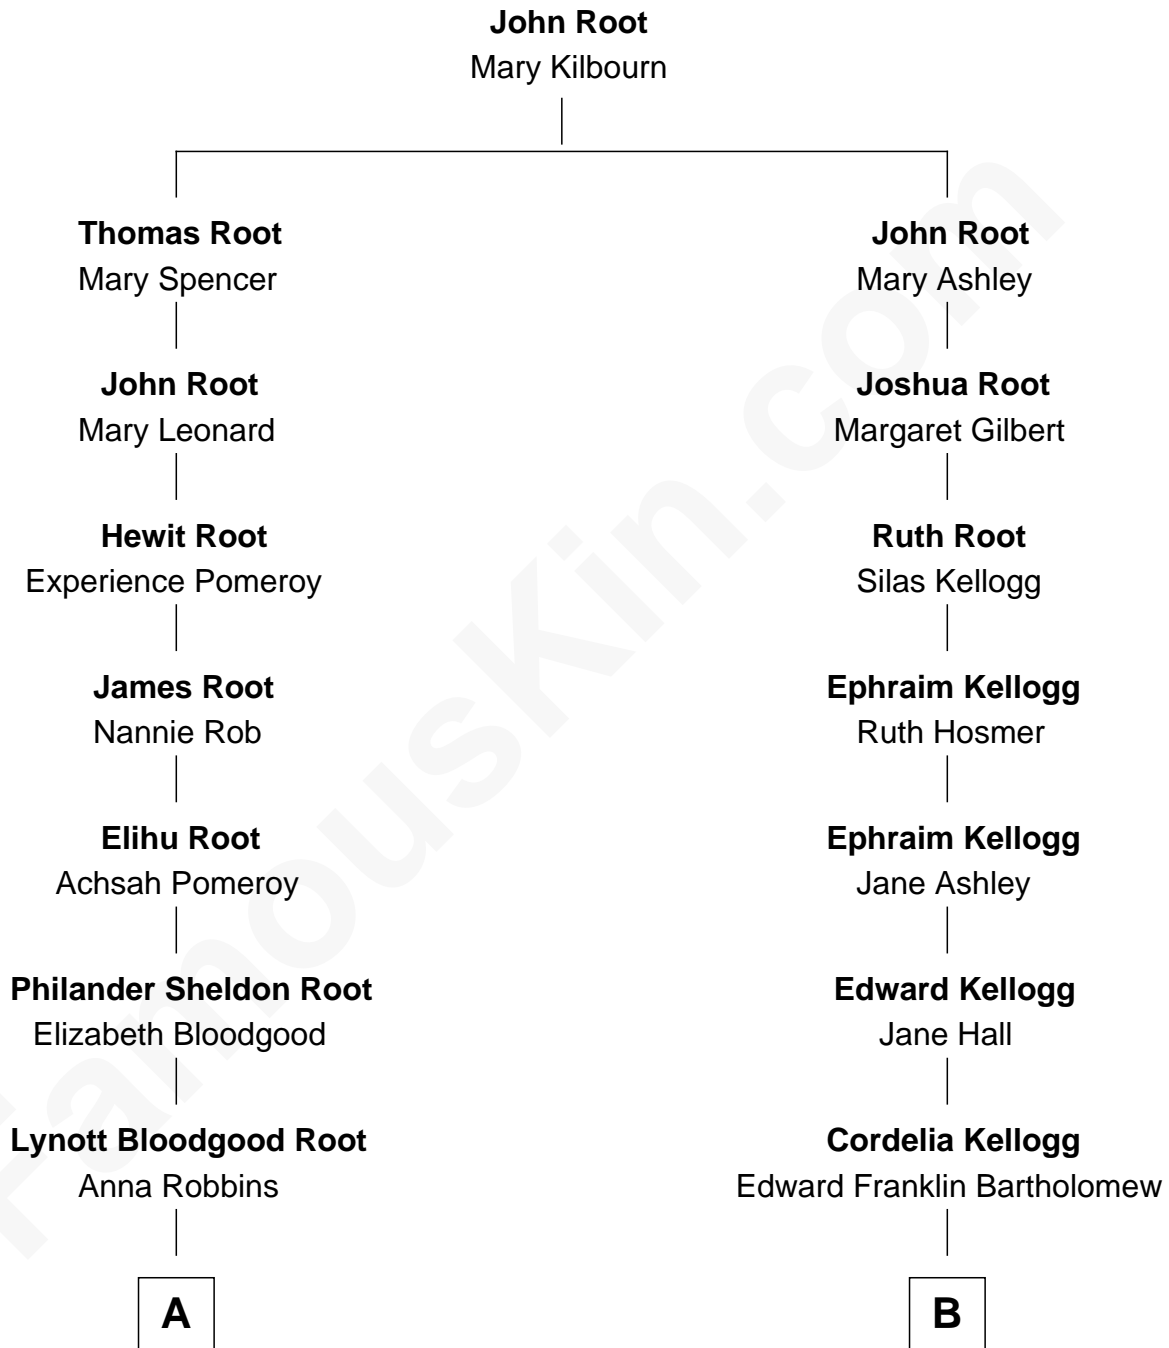 John Root
Mary Kilbourn
Thomas Root
Mary Spencer
John Root
Mary Ashley
John Root
Mary Leonard
Joshua Root
Margaret Gilbert
Hewit Root
Experience Pomeroy
Ruth Root
Silas Kellogg
James Root
Nannie Rob
Ephraim Kellogg
Ruth Hosmer
Elihu Root
Achsah Pomeroy
Ephraim Kellogg
Jane Ashley
Philander Sheldon Root
Elizabeth Bloodgood
Edward Kellogg
Jane Hall
Lynott Bloodgood Root
Anna Robbins
Cordelia Kellogg
Edward Franklin Bartholomew
A
B
FamousKin.com